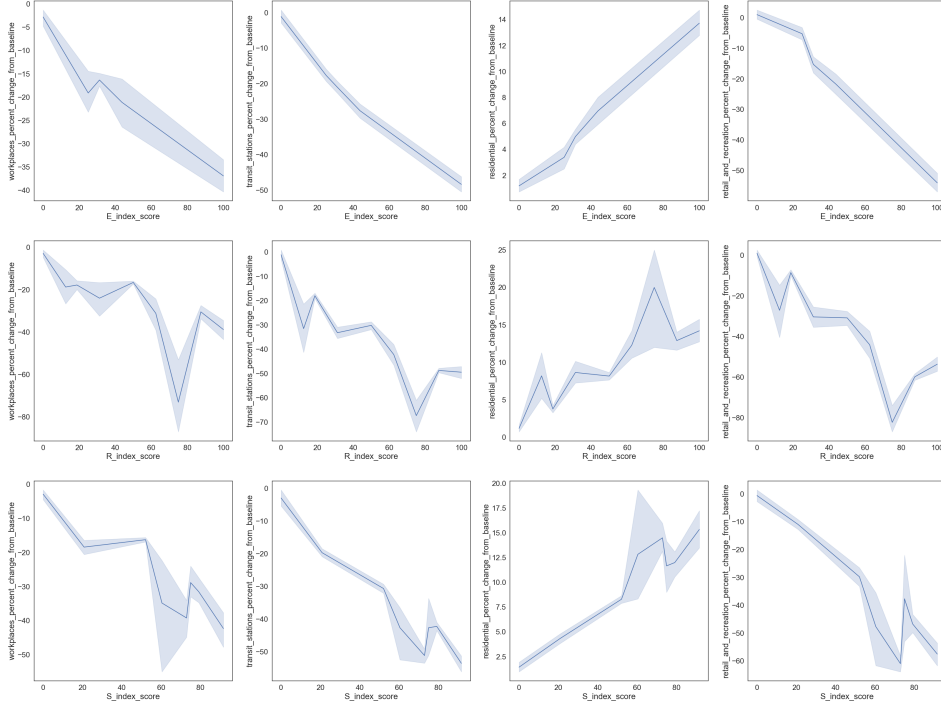 workplaces_percent_change_from_baseline
0
−5
−10
−15
−20
−25
−30
−35
−40
0 20 40 60 80 100
E_index_score
transit_stations_percent_change_from_baseline
0
−10
−20
−30
−40
−50
0 20 40 60 80 100
E_index_score
residential_percent_change_from_baseline
14
12
10
8
6
4
2
0 20 40 60 80 100
E_index_score
retail_and_recreation_percent_change_from_baseline
0
−10
−20
−30
−40
−50
0 20 40 60 80 100
E_index_score
workplaces_percent_change_from_baseline
0
−20
−40
−60
−80
0 20 40 60 80 100
R_index_score
transit_stations_percent_change_from_baseline
0
−10
−20
−30
−40
−50
−60
−70
0 20 40 60 80 100
R_index_score
residential_percent_change_from_baseline
25
20
15
10
5
0
0 20 40 60 80 100
R_index_score
retail_and_recreation_percent_change_from_baseline
0
−20
−40
−60
−80
0 20 40 60 80 100
R_index_score
workplaces_percent_change_from_baseline
0
−10
−20
−30
−40
−50
0 20 40 60 80
S_index_score
transit_stations_percent_change_from_baseline
0
−10
−20
−30
−40
−50
0 20 40 60 80
S_index_score
residential_percent_change_from_baseline
20.0
17.5
15.0
12.5
10.0
7.5
5.0
2.5
0 20 40 60 80
S_index_score
retail_and_recreation_percent_change_from_baseline
0
−10
−20
−30
−40
−50
−60
0 20 40 60 80
S_index_score